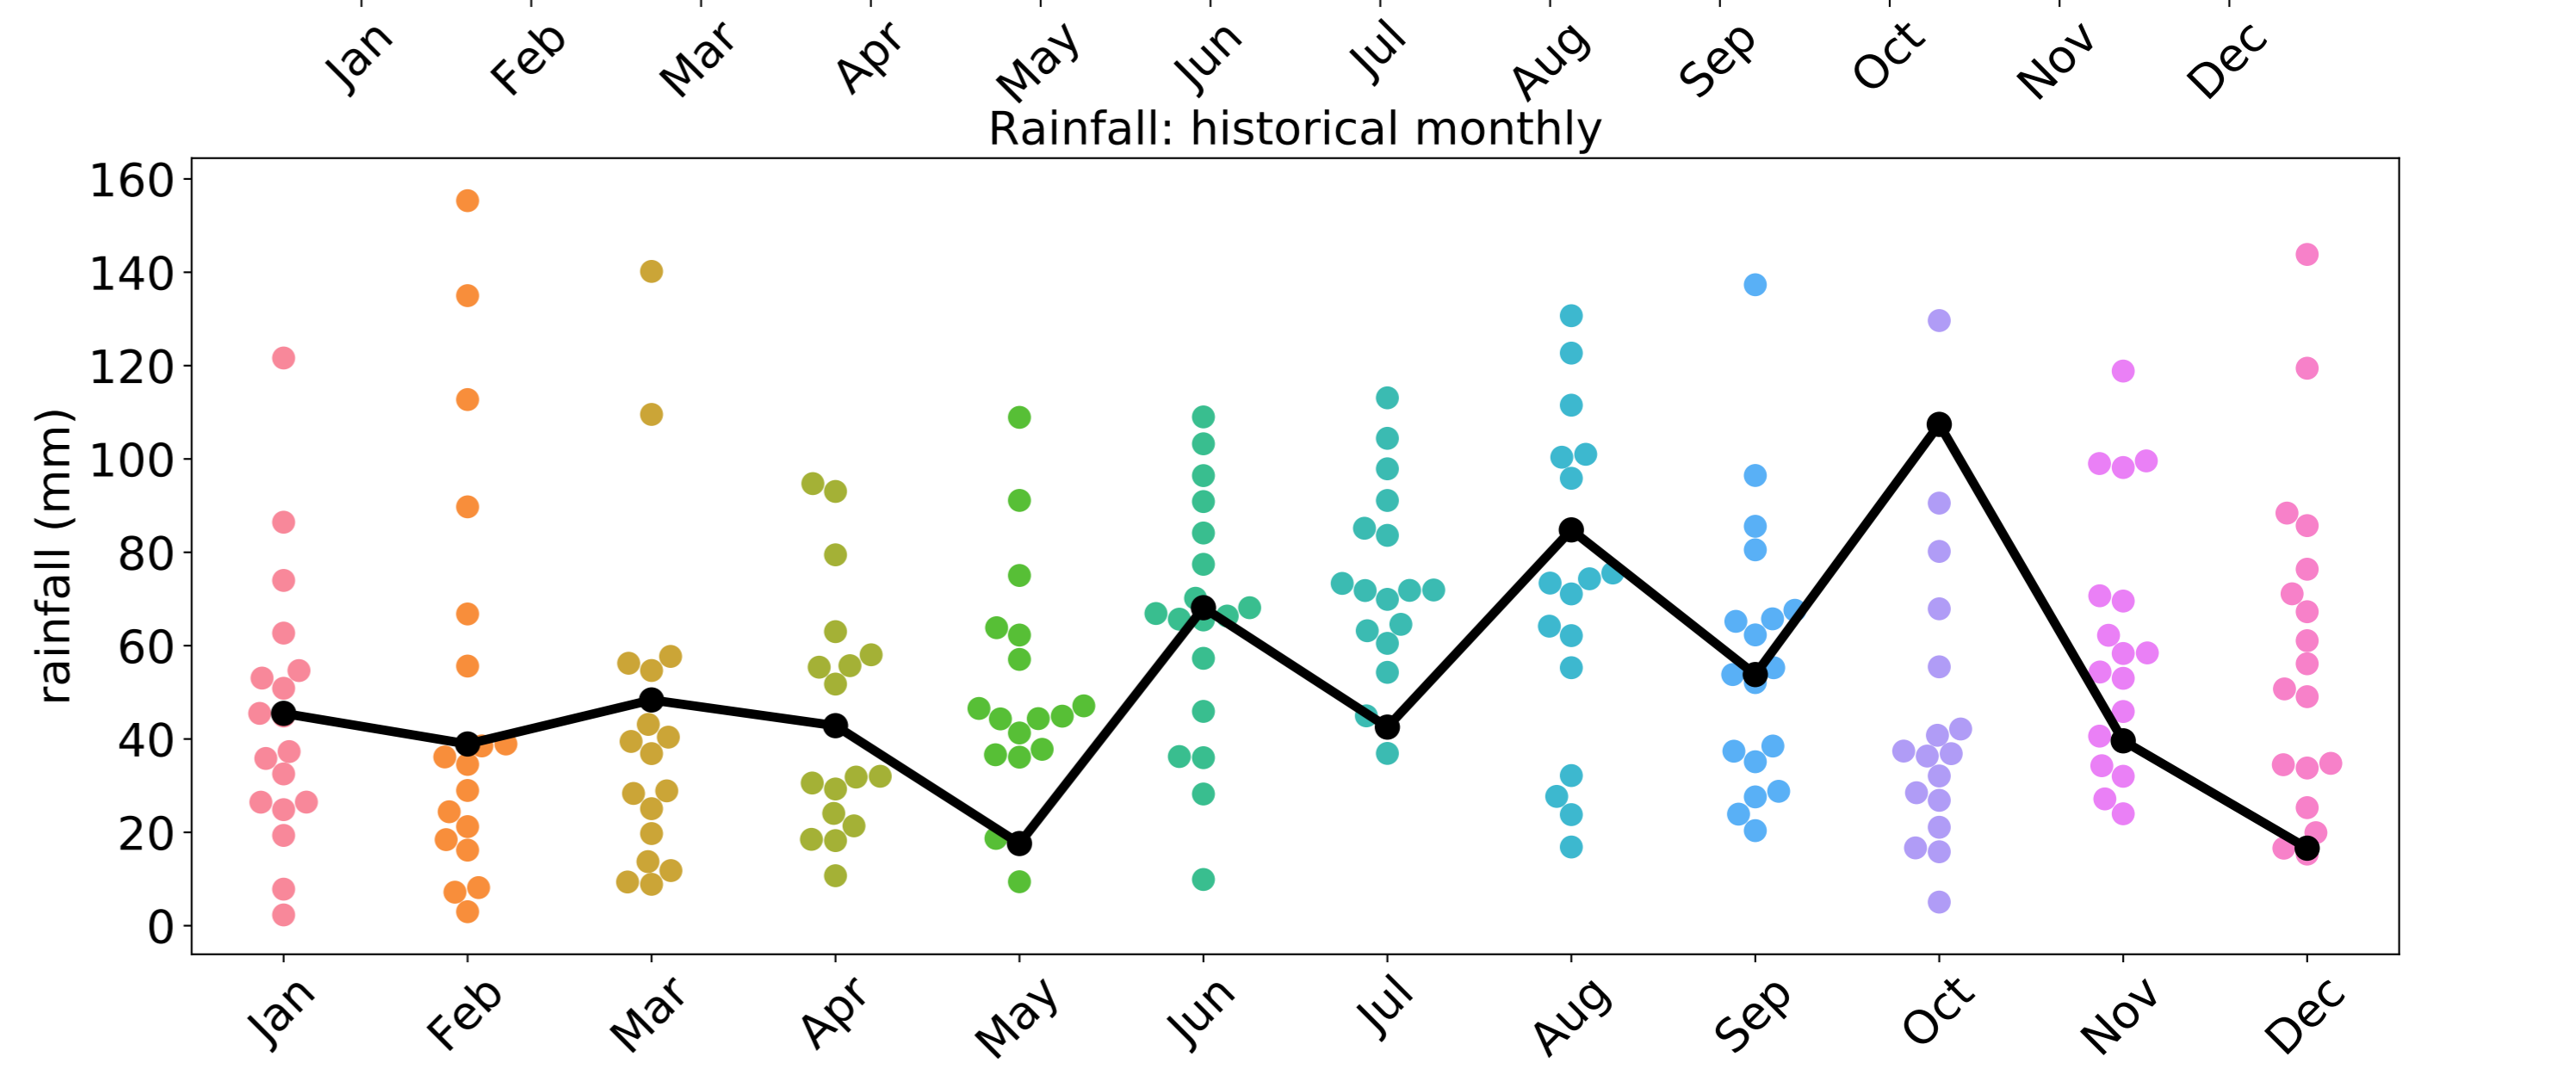 Jan Feb Mar Apr May Jun Jul Aug Sep Oct Nov Dec
Rainfall: historical monthly
160
140
120
100
80
60
40
20
0
rainfall (mm)
Jan Feb Mar Apr May Jun Jul Aug Sep Oct Nov Dec